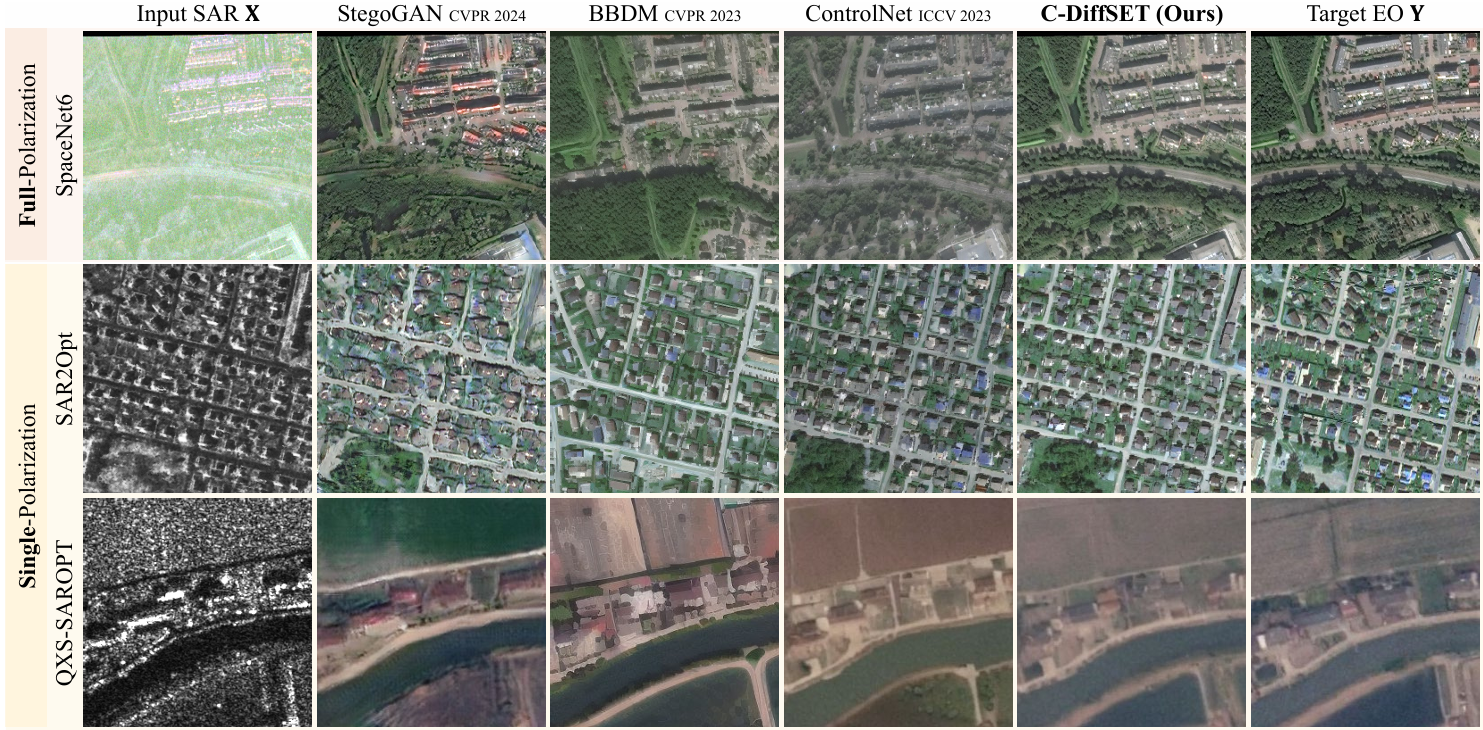 Input SAR X
StegoGAN CVPR 2024
BBDM CVPR 2023
ControlNet ICCV 2023
C-DiffSET (Ours)
Target EO Y
Full-Polarization
SpaceNet6
Single-Polarization
SAR2Opt
QXS-SAROPT